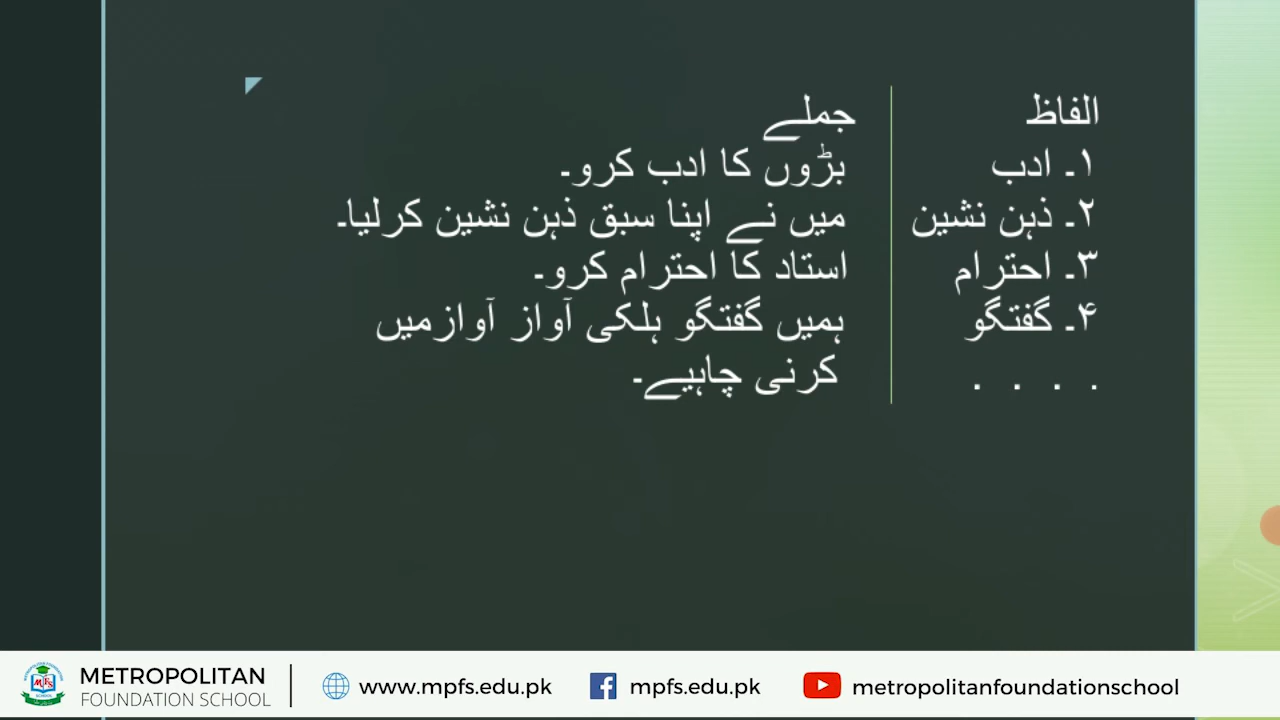 الفاظ جملے
۱۔ ادب بڑوں کا ادب کرو۔
۲۔ ذہن نشین میں نے اپنا سبق ذہن نشین کرلیا۔
۳۔ احترام استاد کا احترام کرو۔
۴۔ گفتگو ہمیں گفتگو ہلکی آواز آوازمیں
. . . . کرنی چاہیے۔
METROPOLITAN
FOUNDATION SCHOOL
www.mpfs.edu.pk mpfs.edu.pk metropolitanfoundationschool